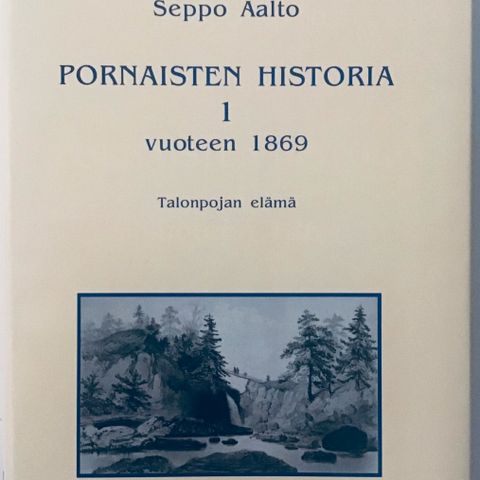 Seppo Aalto
PORNAISTEN HISTORIA
1
vuoteen 1869
Talonpojan elämä